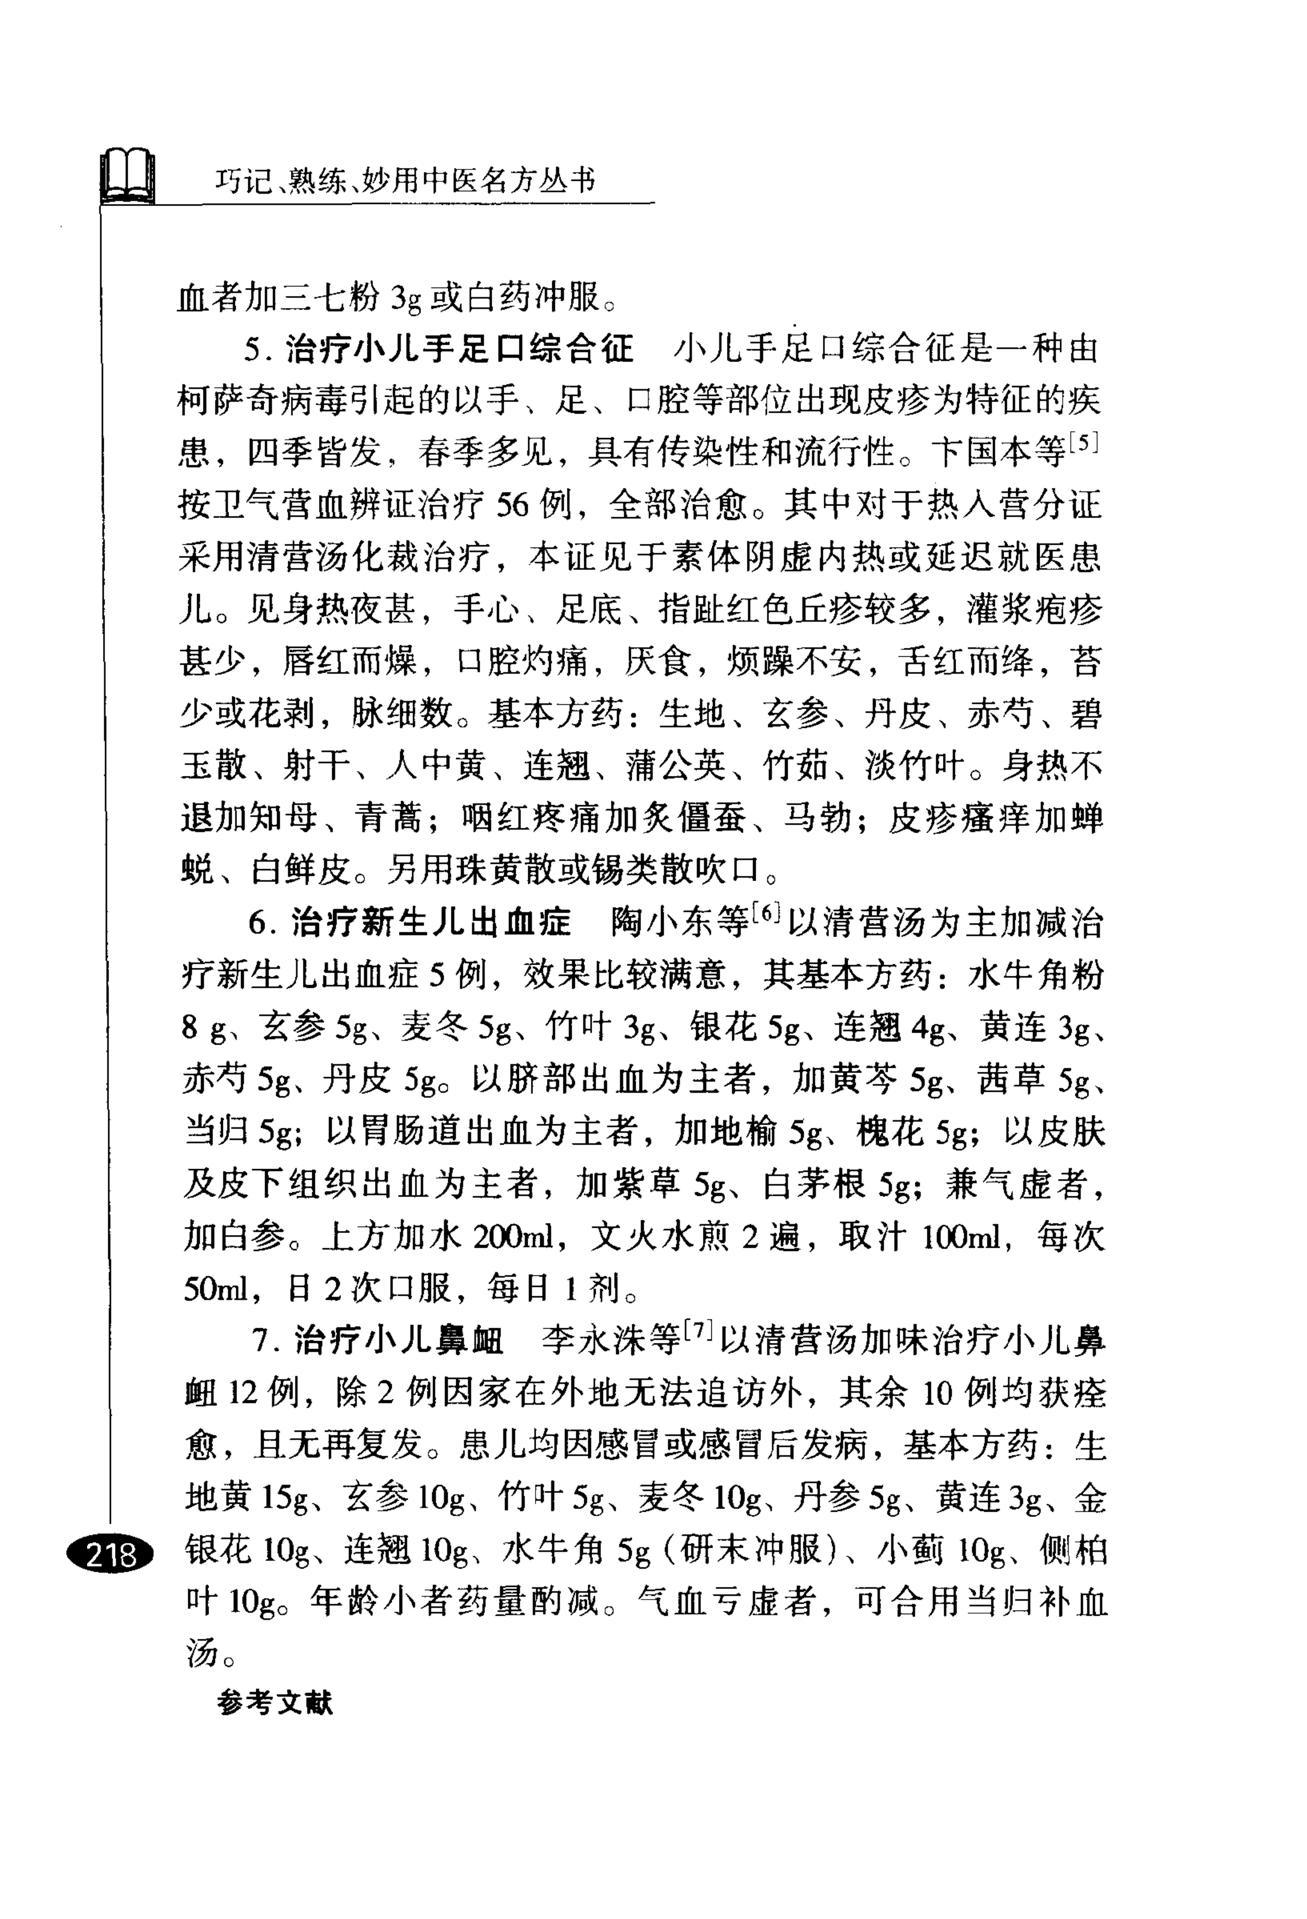 巧记、熟练、妙用中医名方丛书
血者加三七粉 3g 或白药冲服。
5. 治疗小儿手足口综合征 小儿手足口综合征是一种由
柯萨奇病毒引起的以手、足、口腔等部位出现皮疹为特征的疾
患，四季皆发，春季多见，具有传染性和流行性。卞国本等[5]
按卫气营血辨证治疗 56 例，全部治愈。其中对于热入营分证
采用清营汤化裁治疗，本证见于素体阴虚内热或延迟就医患
儿。见身热夜甚，手心、足底、指趾红色丘疹较多，灌浆疱疹
甚少，唇红而燥，口腔灼痛，厌食，烦躁不安，舌红而绛，苔
少或花剥，脉细数。基本方药：生地、玄参、丹皮、赤芍、碧
玉散、射干、人中黄、连翘、蒲公英、竹茹、淡竹叶。身热不
退加知母、青蒿；咽红疼痛加炙僵蚕、马勃；皮疹瘙痒加蝉
蜕、白鲜皮。另用珠黄散或锡类散吹口。
6. 治疗新生儿出血症 陶小东等[6]以清营汤为主加减治
疗新生儿出血症 5 例，效果比较满意，其基本方药：水牛角粉
8 g、玄参 5g、麦冬 5g、竹叶 3g、银花 5g、连翘 4g、黄连 3g、
赤芍 5g、丹皮 5g。以脐部出血为主者，加黄芩 5g、茜草 5g、
当归 5g；以胃肠道出血为主者，加地榆 5g、槐花 5g；以皮肤
及皮下组织出血为主者，加紫草 5g、白茅根 5g；兼气虚者，
加白参。上方加水 200ml，文火水煎 2 遍，取汁 100ml，每次
50ml，日 2 次口服，每日 1 剂。
7. 治疗小儿鼻衄 李永洙等[7]以清营汤加味治疗小儿鼻
衄 12 例，除 2 例因家在外地无法追访外，其余 10 例均获痊
愈，且无再复发。患儿均因感冒或感冒后发病，基本方药：生
地黄 15g、玄参 10g、竹叶 5g、麦冬 10g、丹参 5g、黄连 3g、金
银花 10g、连翘 10g、水牛角 5g（研末冲服）、小蓟 10g、侧柏
叶 10g。年龄小者药量酌减。气血亏虚者，可合用当归补血
汤。
参考文献
218